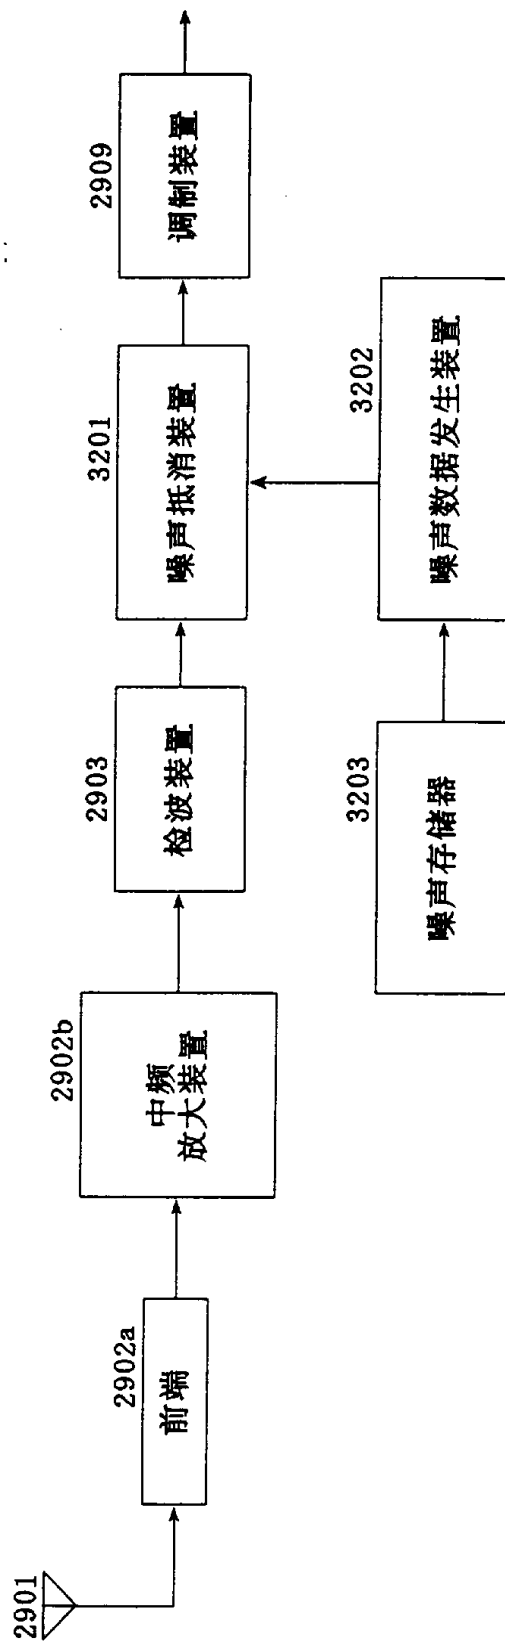 2901
2902a
前端
2902b
中频
放大装置
2903
检波装置
3201
噪声抵消装置
2909
调制装置
3203
噪声存储器
3202
噪声数据发生装置